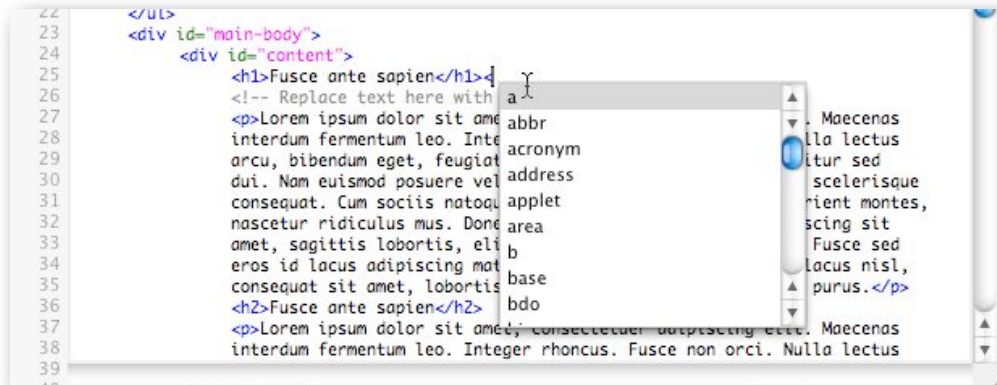 22 </ul>
23 <div id="main-body">
24 <div id="content">
25 <h1>Fusce ante sapien</h1><
26 <!-- Replace text here with
27 <p>Lorem ipsum dolor sit ame . Maecenas
28 interdum fermentum leo. Inte lla lectus
29 arcu, bibendum eget, feugiat itur sed
30 dui. Nam euismod posuere vel scelerisque
31 consequat. Cum sociis natoqu rient montes,
32 nascetur ridiculus mus. Done scing sit
33 amet, sagittis lobortis, eli Fusce sed
34 eros id lacus adipiscing mat lacus nisl,
35 consequat sit amet, lobortis purus.</p>
36 <h2>Fusce ante sapien</h2>
37 <p>Lorem ipsum dolor sit amet, consectetuer adipiscing elit. Maecenas
38 interdum fermentum leo. Integer rhoncus. Fusce non orci. Nulla lectus
39
a
abbr
acronym
address
applet
area
b
base
bdo